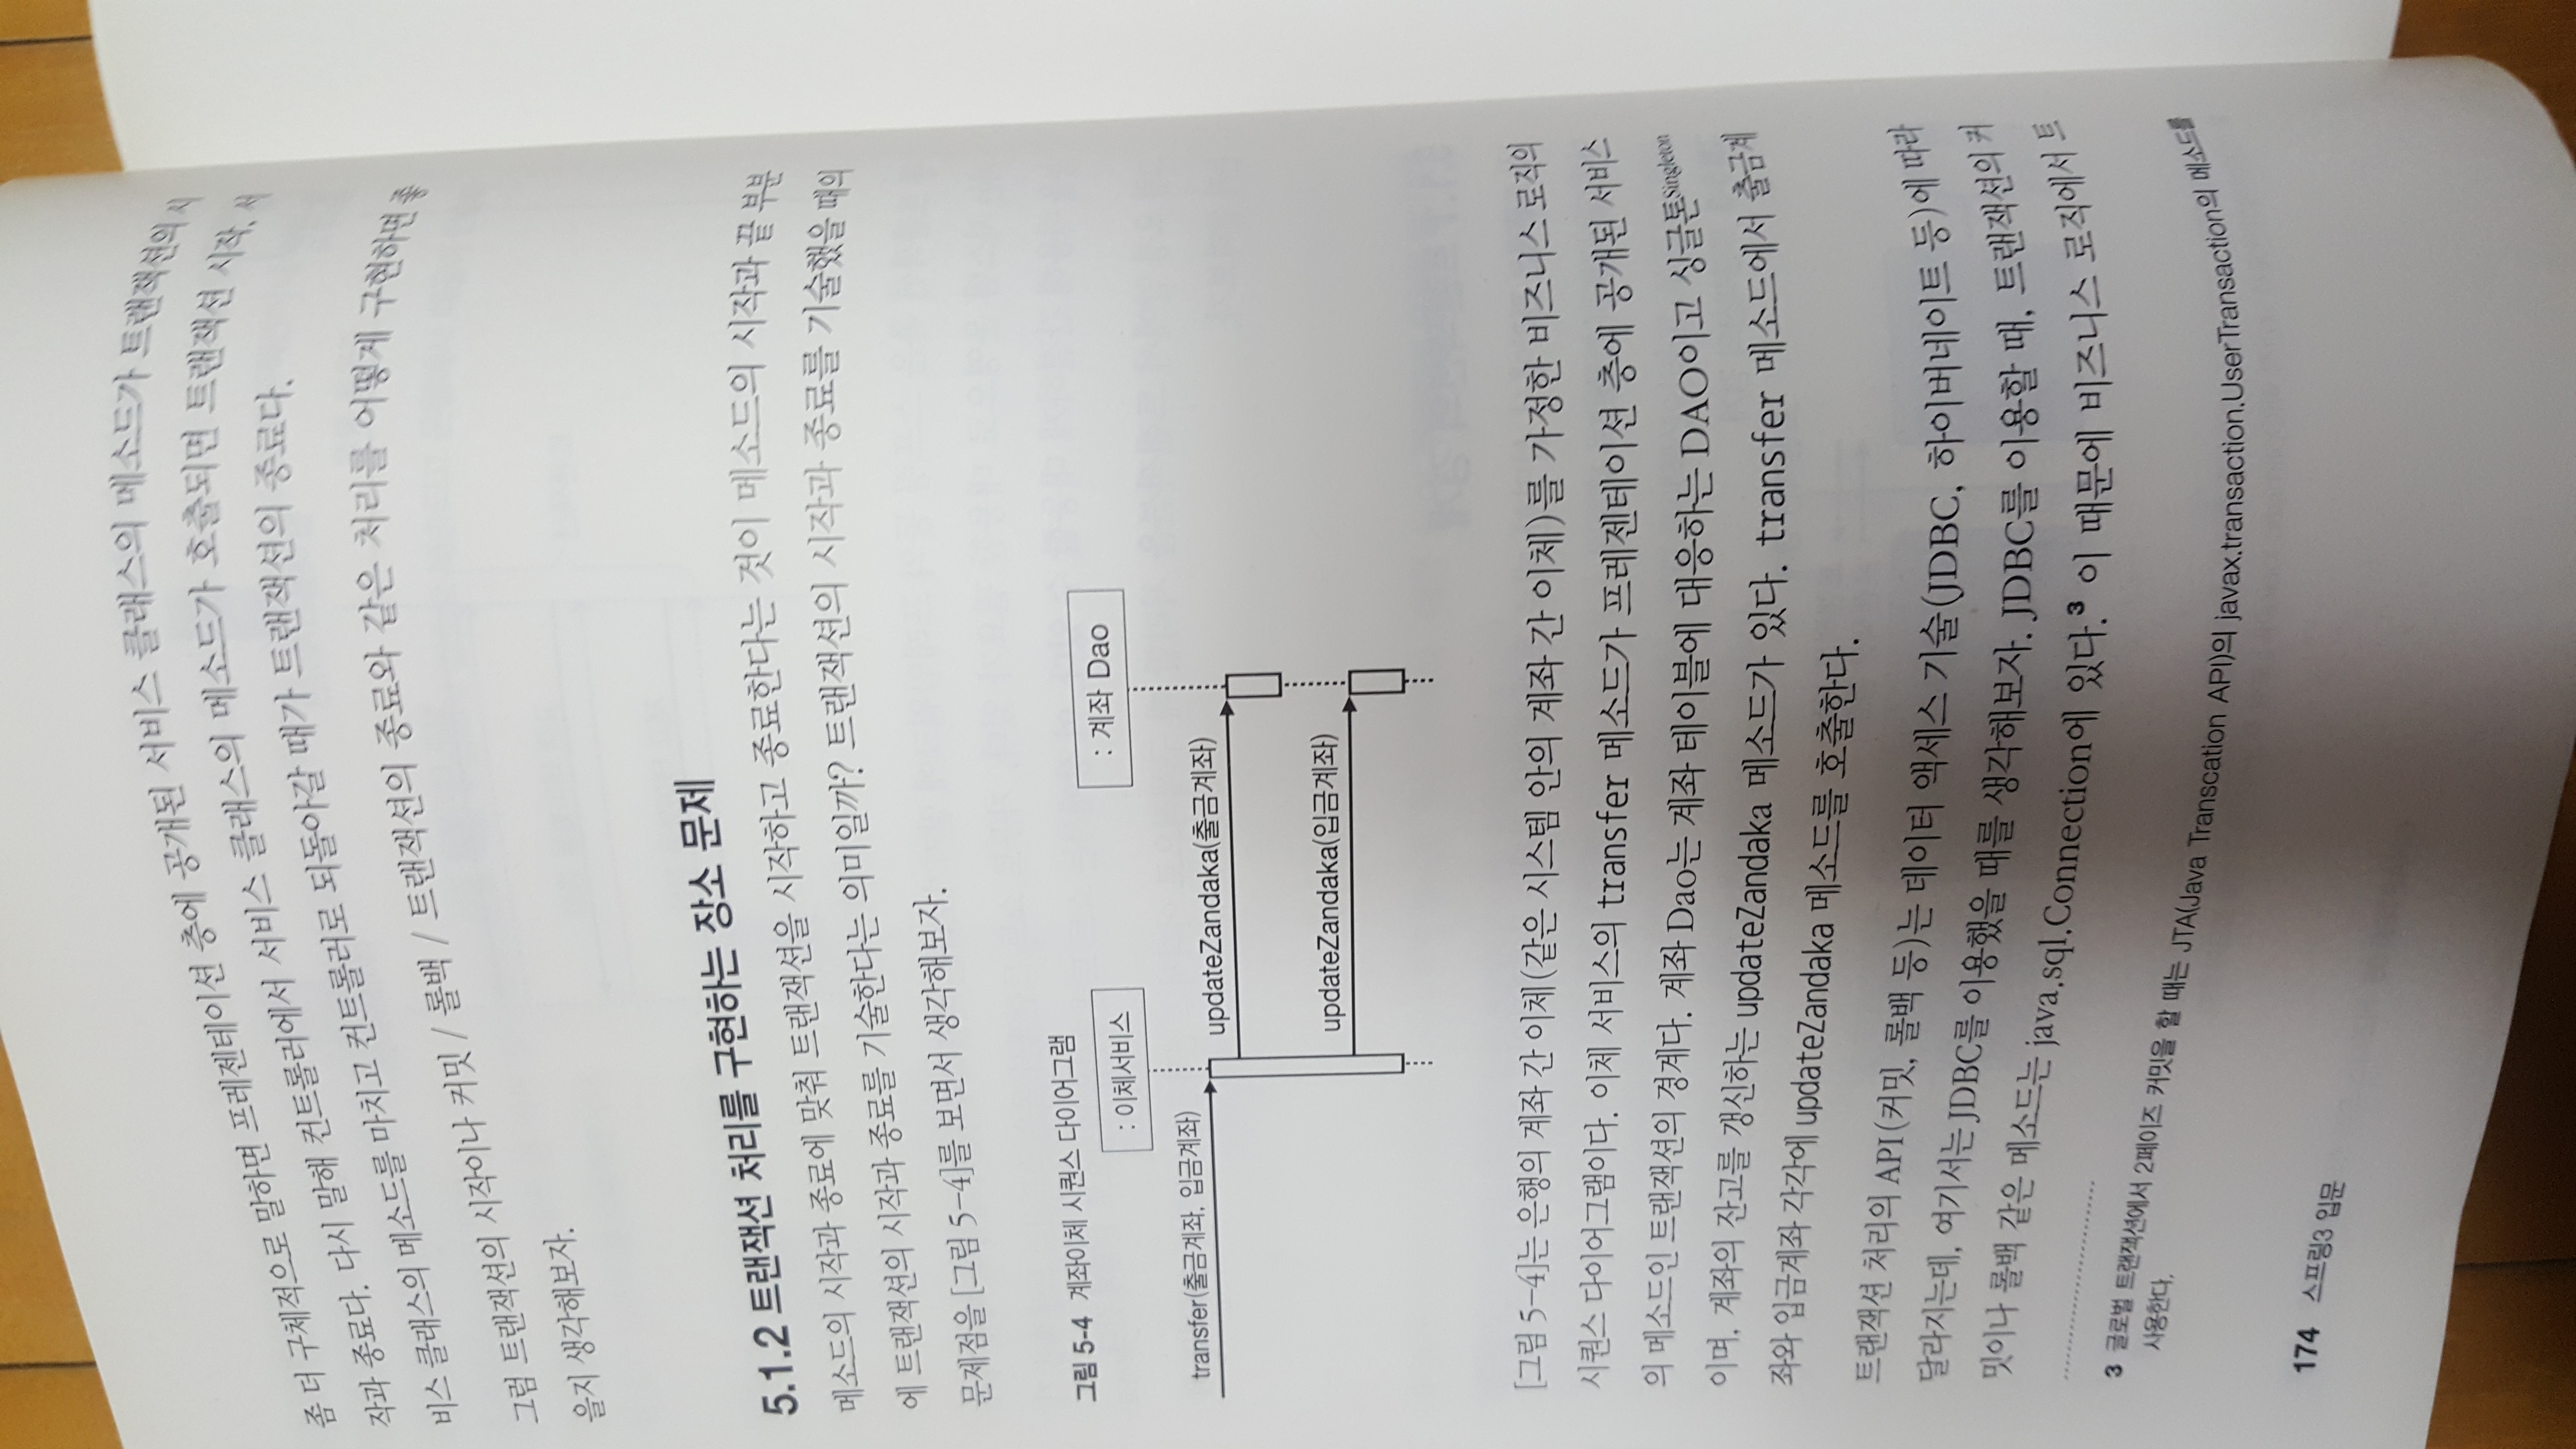 좀 더 구체적으로 말하면 프레젠테이션 층에 공개된 서비스 클래스의 메소드가 트랜잭션의 시
작과 종료다. 다시 말해 컨트롤러에서 서비스 클래스의 메소드가 호출되면 트랜잭션 시작, 서
비스 클래스의 메소드를 마치고 컨트롤러로 되돌아갈 때가 트랜잭션의 종료다.
그럼 트랜잭션의 시작이나 커밋 / 롤백 / 트랜잭션의 종료와 같은 처리를 어떻게 구현하면 좋
을지 생각해보자.
5.1.2 트랜잭션 처리를 구현하는 장소 문제
메소드의 시작과 종료에 맞춰 트랜잭션을 시작하고 종료한다는 것이 메소드의 시작과 끝 부분
에 트랜잭션의 시작과 종료를 기술한다는 의미일까? 트랜잭션의 시작과 종료를 기술했을 때의
문제점을 [그림 5-4]를 보면서 생각해보자.
그림 5-4 계좌이체 시퀀스 다이어그램
: 이체서비스
: 계좌 Dao
transfer(출금계좌, 입금계좌)
updateZandaka(출금계좌)
updateZandaka(입금계좌)
[그림 5-4]는 은행의 계좌 간 이체(같은 시스템 안의 계좌 간 이체)를 가정한 비즈니스 로직의
시퀀스 다이어그램이다. 이체 서비스의 transfer 메소드가 프레젠테이션 층에 공개된 서비스
의 메소드인 트랜잭션의 경계다. 계좌 Dao는 계좌 테이블에 대응하는 DAO이고 싱글톤Singleton
이며, 계좌의 잔고를 갱신하는 updateZandaka 메소드가 있다. transfer 메소드에서 출금계
좌와 입금계좌 각각에 updateZandaka 메소드를 호출한다.
트랜잭션 처리의 API(커밋, 롤백 등)는 데이터 액세스 기술(JDBC, 하이버네이트 등)에 따라
달라지는데, 여기서는 JDBC를 이용했을 때를 생각해보자. JDBC를 이용할 때, 트랜잭션의 커
밋이나 롤백 같은 메소드는 java.sql.Connection에 있다.3 이 때문에 비즈니스 로직에서 트
3 글로벌 트랜잭션에서 2페이즈 커밋을 할 때는 JTA(Java Transcation API)의 javax.transaction.UserTransaction의 메소드를
사용한다.
174 스프링3 입문